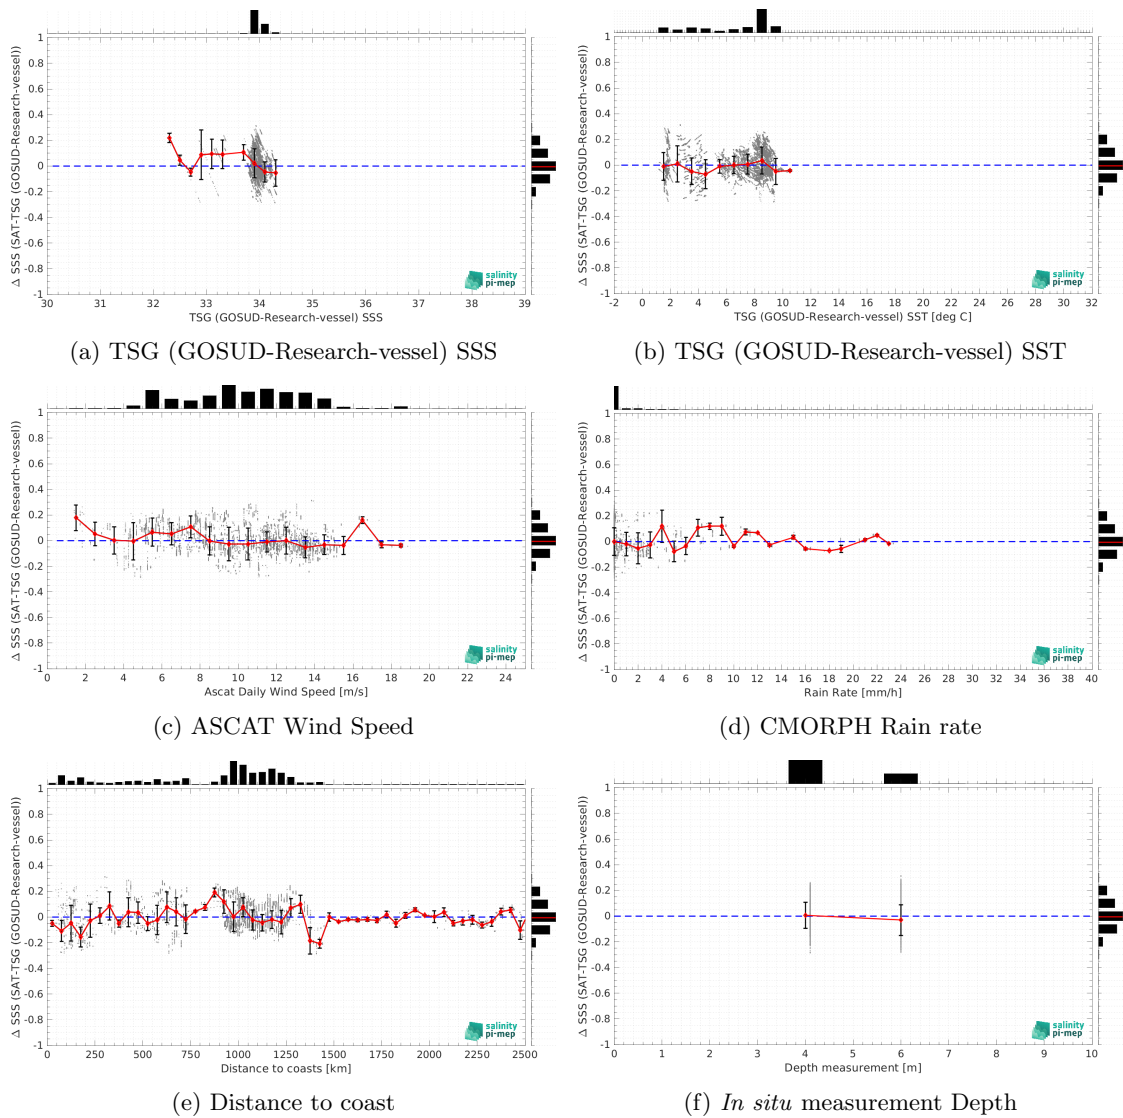 1
0.8
0.6
0.4
0.2
0
-0.2
-0.4
-0.6
-0.8
-1
Δ SSS (SAT-TSG (GOSUD-Research-vessel))
salinity
pi-mep
30 31 32 33 34 35 36 37 38 39
TSG (GOSUD-Research-vessel) SSS
(a) TSG (GOSUD-Research-vessel) SSS
1
0.8
0.6
0.4
0.2
0
-0.2
-0.4
-0.6
-0.8
-1
Δ SSS (SAT-TSG (GOSUD-Research-vessel))
salinity
pi-mep
-2 0 2 4 6 8 10 12 14 16 18 20 22 24 26 28 30 32
TSG (GOSUD-Research-vessel) SST [deg C]
(b) TSG (GOSUD-Research-vessel) SST
1
0.8
0.6
0.4
0.2
0
-0.2
-0.4
-0.6
-0.8
-1
Δ SSS (SAT-TSG (GOSUD-Research-vessel))
salinity
pi-mep
0 2 4 6 8 10 12 14 16 18 20 22 24
Ascat Daily Wind Speed [m/s]
(c) ASCAT Wind Speed
1
0.8
0.6
0.4
0.2
0
-0.2
-0.4
-0.6
-0.8
-1
Δ SSS (SAT-TSG (GOSUD-Research-vessel))
salinity
pi-mep
0 2 4 6 8 10 12 14 16 18 20 22 24 26 28 30 32 34 36 38 40
Rain Rate [mm/h]
(d) CMORPH Rain rate
1
0.8
0.6
0.4
0.2
0
-0.2
-0.4
-0.6
-0.8
-1
Δ SSS (SAT-TSG (GOSUD-Research-vessel))
salinity
pi-mep
0 250 500 750 1000 1250 1500 1750 2000 2250 2500
Distance to coasts [km]
(e) Distance to coast
1
0.8
0.6
0.4
0.2
0
-0.2
-0.4
-0.6
-0.8
-1
Δ SSS (SAT-TSG (GOSUD-Research-vessel))
salinity
pi-mep
0 1 2 3 4 5 6 7 8 9 10
Depth measurement [m]
(f) In situ measurement Depth